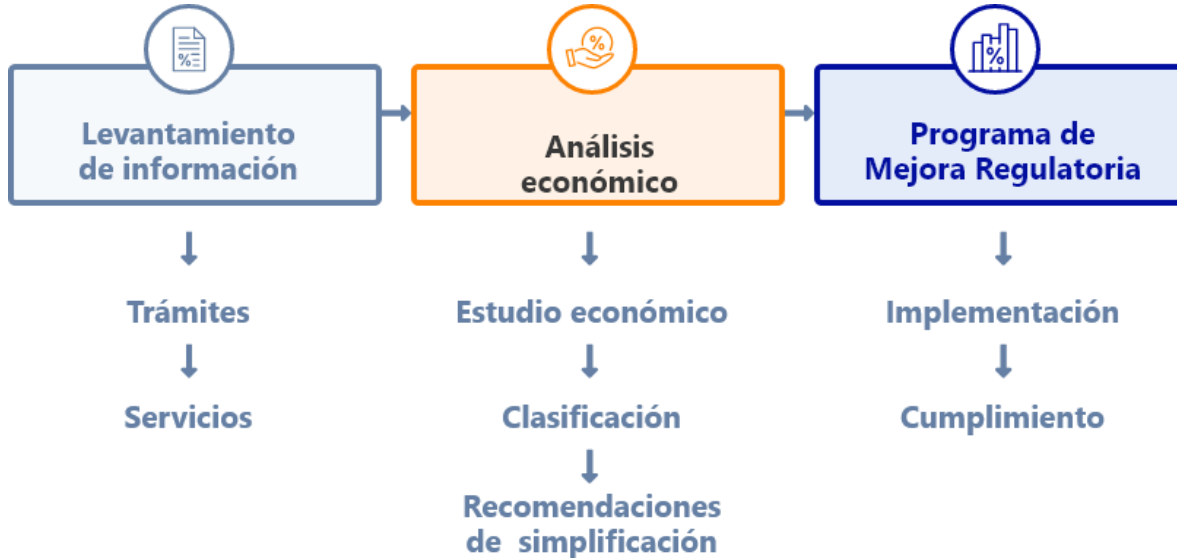 Levantamiento
de información
Análisis
económico
Programa de
Mejora Regulatoria
Trámites
Servicios
Estudio económico
Clasificación
Recomendaciones
de simplificación
Implementación
Cumplimiento
%
%
%